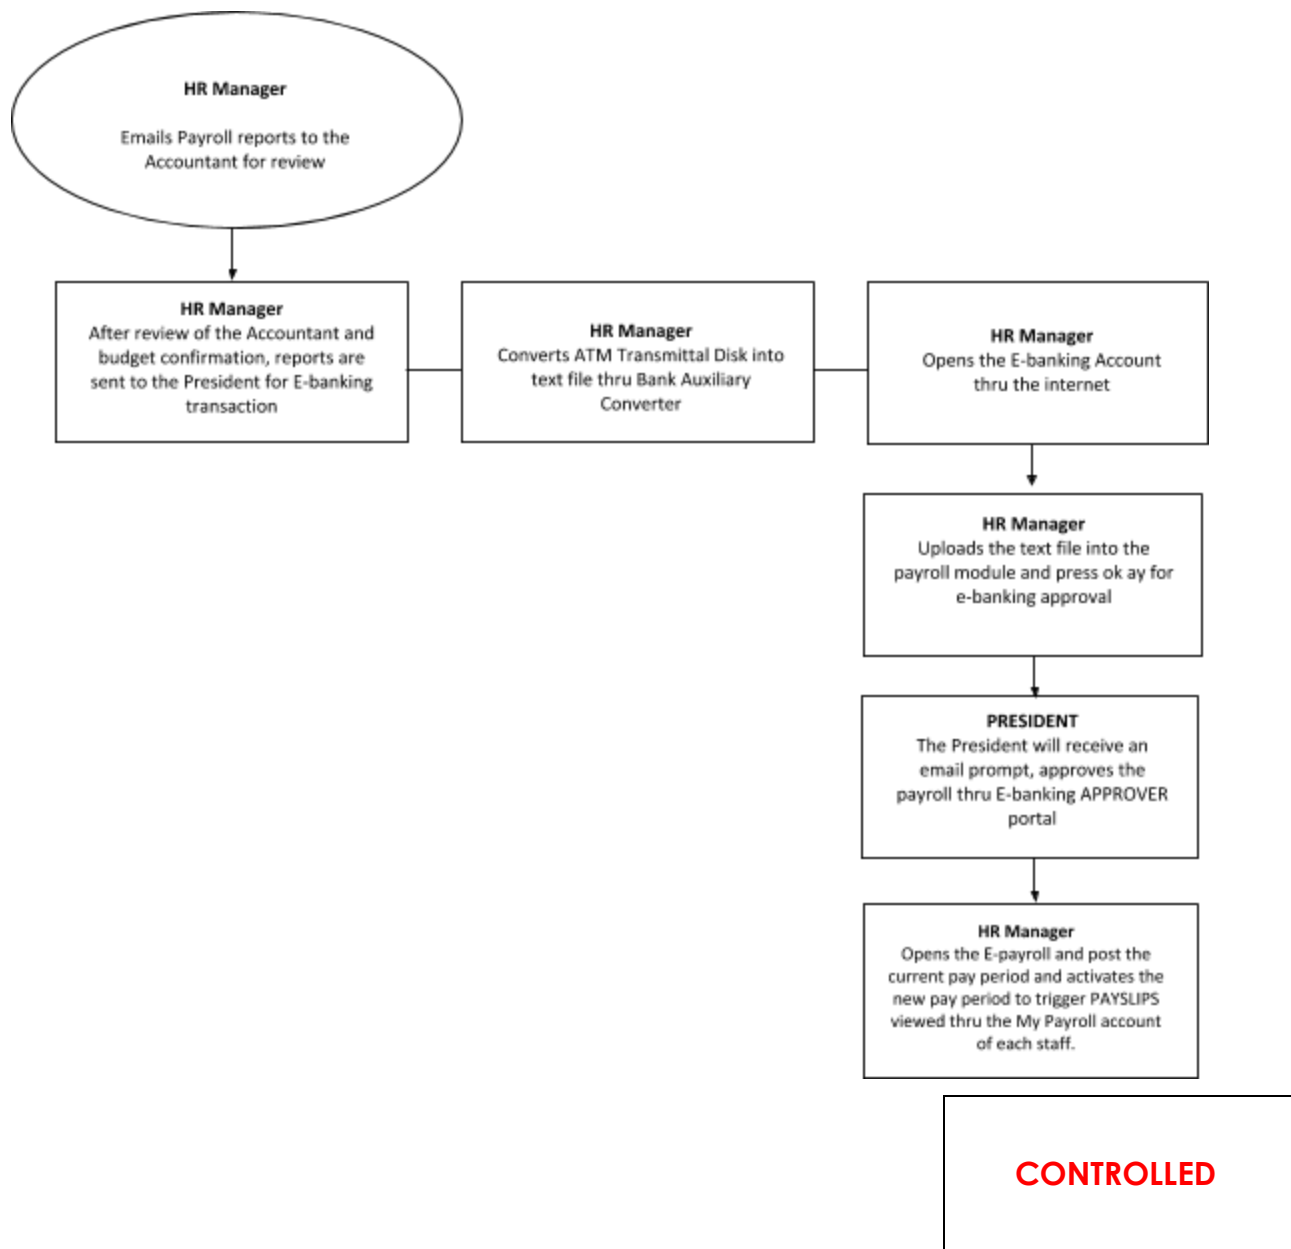 HR Manager
Emails Payroll reports to the
Accountant for review
HR Manager
After review of the Accountant and
budget confirmation, reports are
sent to the President for E-banking
transaction
HR Manager
Converts ATM Transmittal Disk into
text file thru Bank Auxiliary
Converter
HR Manager
Opens the E-banking Account
thru the internet
HR Manager
Uploads the text file into the
payroll module and press ok ay for
e-banking approval
PRESIDENT
The President will receive an
email prompt, approves the
payroll thru E-banking APPROVER
portal
HR Manager
Opens the E-payroll and post the
current pay period and activates the
new pay period to trigger PAYSLIPS
viewed thru the My Payroll account
of each staff.
CONTROLLED